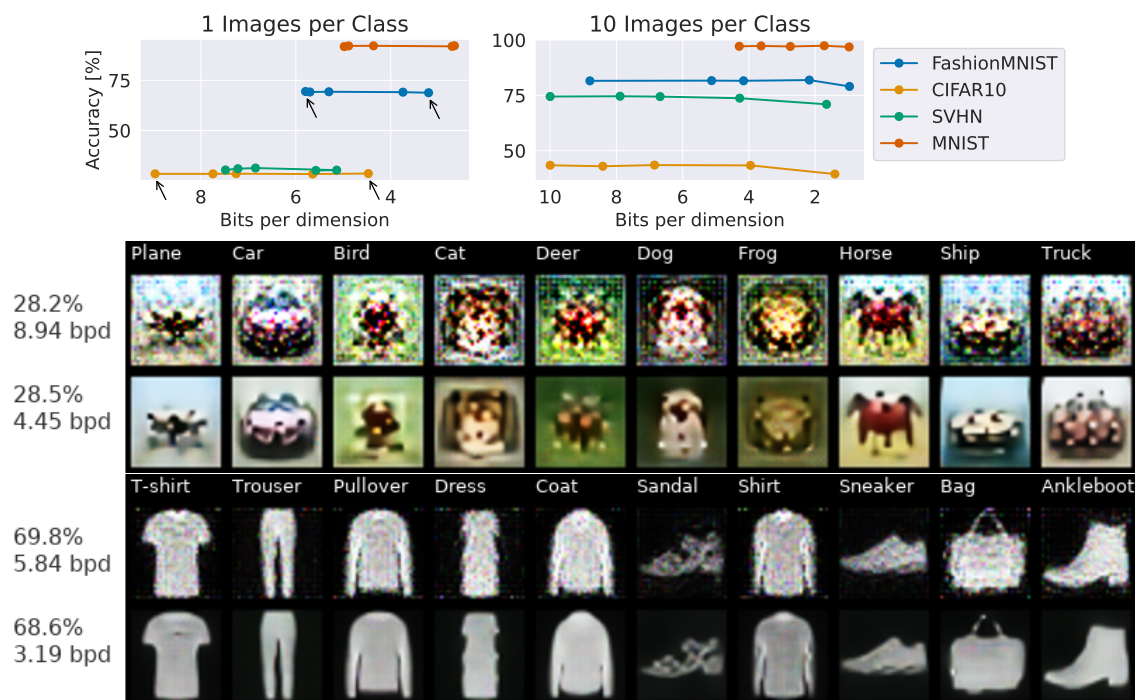 1 Images per Class
10 Images per Class
Accuracy [%]
75
50
8
6
4
Bits per dimension
100
75
50
10
8
6
4
2
Bits per dimension
FashionMNIST
CIFAR10
SVHN
MNIST
Plane Car Bird Cat Deer Dog Frog Horse Ship Truck
28.2%
8.94 bpd
28.5%
4.45 bpd
T-shirt Trouser Pullover Dress Coat Sandal Shirt Sneaker Bag Ankleboot
69.8%
5.84 bpd
68.6%
3.19 bpd